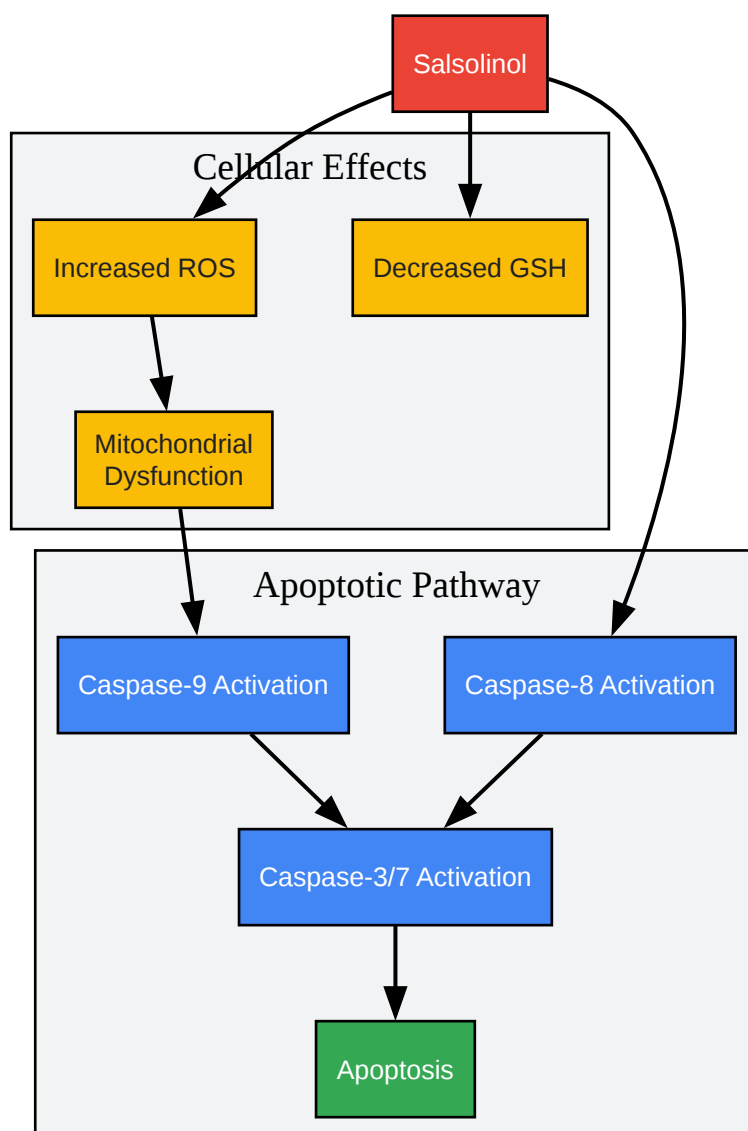 Salsolinol
Cellular Effects
Increased ROS
Decreased GSH
Mitochondrial
Dysfunction
Apoptotic Pathway
Caspase-9 Activation
Caspase-8 Activation
Caspase-3/7 Activation
Apoptosis